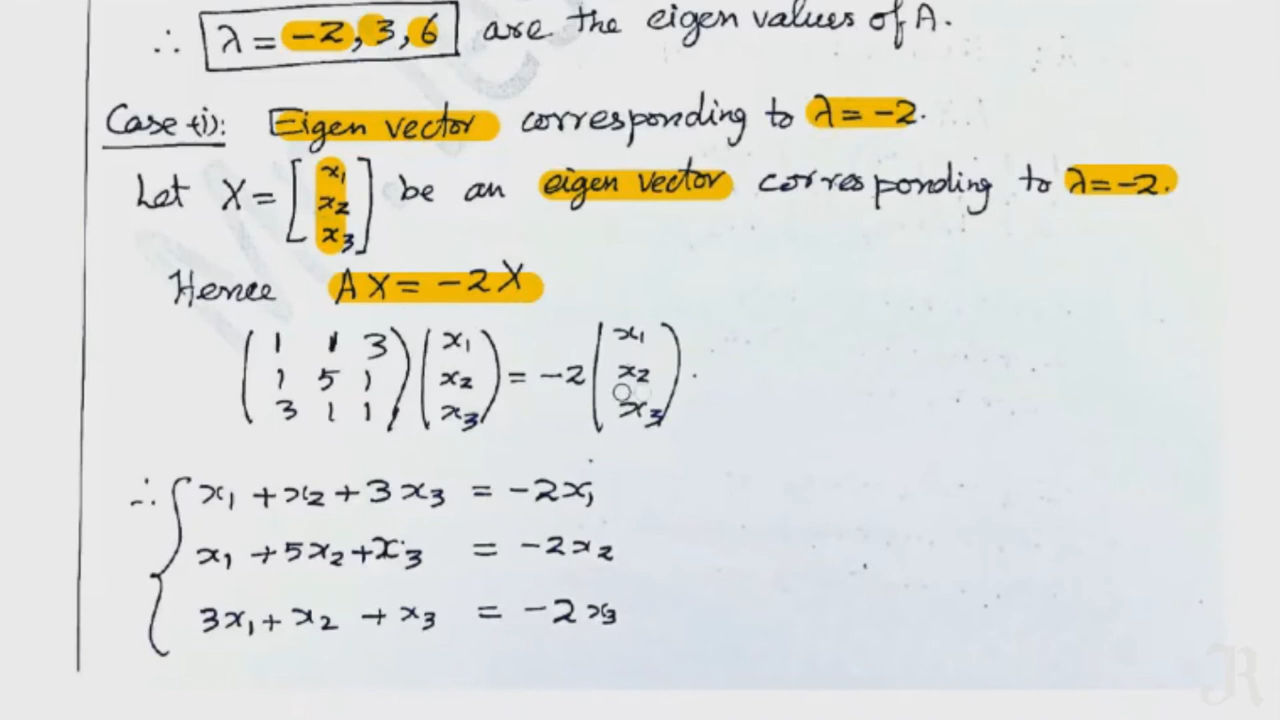 ∴ λ = -2, 3, 6 are the eigen values of A.
Case (i): Eigen vector corresponding to λ = -2.
Let X = [x₁ x₂ x₃] be an eigen vector corresponding to λ = -2.
Hence AX = -2X
(1 1 3; 1 5 1; 3 1 1) (x₁ x₂ x₃) = -2 (x₁ x₂ x₃).
∴ { x₁ + x₂ + 3x₃ = -2x₁
x₁ + 5x₂ + x₃ = -2x₂
3x₁ + x₂ + x₃ = -2x₃